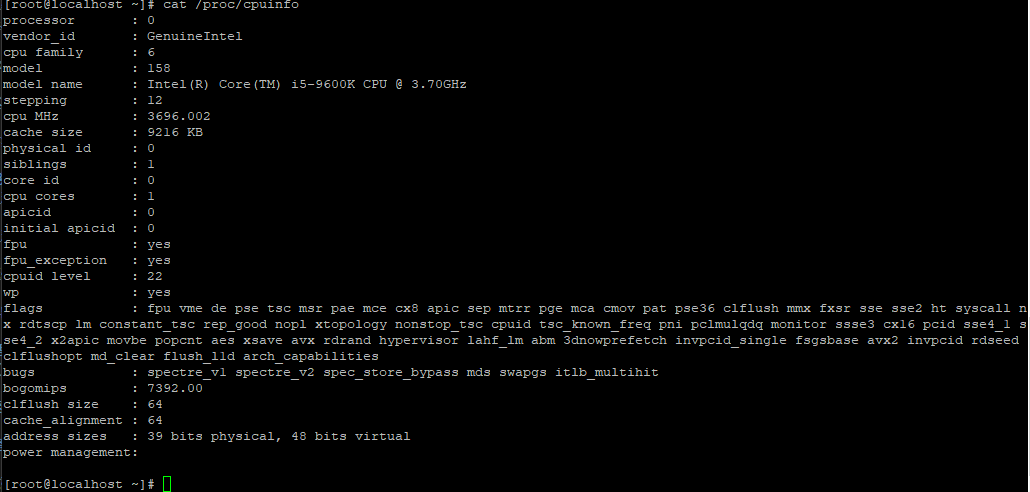 [root@localhost ~]# cat /proc/cpuinfo
processor : 0
vendor_id : GenuineIntel
cpu family : 6
model : 158
model name : Intel(R) Core(TM) i5-9600K CPU @ 3.70GHz
stepping : 12
cpu MHz : 3696.002
cache size : 9216 KB
physical id : 0
siblings : 1
core id : 0
cpu cores : 1
apicid : 0
initial apicid : 0
fpu : yes
fpu_exception : yes
cpuid level : 22
wp : yes
flags : fpu vme de pse tsc msr pae mce cx8 apic sep mtrr pge mca cmov pat pse36 clflush mmx fxsr sse sse2 ht syscall n
x rdtscp lm constant_tsc rep_good nopl xtopology nonstop_tsc cpuid tsc_known_freq pni pclmulqdq monitor ssse3 cx16 pcid sse4_1 s
se4_2 x2apic movbe popcnt aes xsave avx rdrand hypervisor lahf_lm abm 3dnowprefetch invpcid_single fsgsbase avx2 invpcid rdseed
clflushopt md_clear flush_l1d arch_capabilities
bugs : spectre_v1 spectre_v2 spec_store_bypass mds swapgs itlb_multihit
bogomips : 7392.00
clflush size : 64
cache_alignment : 64
address sizes : 39 bits physical, 48 bits virtual
power management:
[root@localhost ~]#